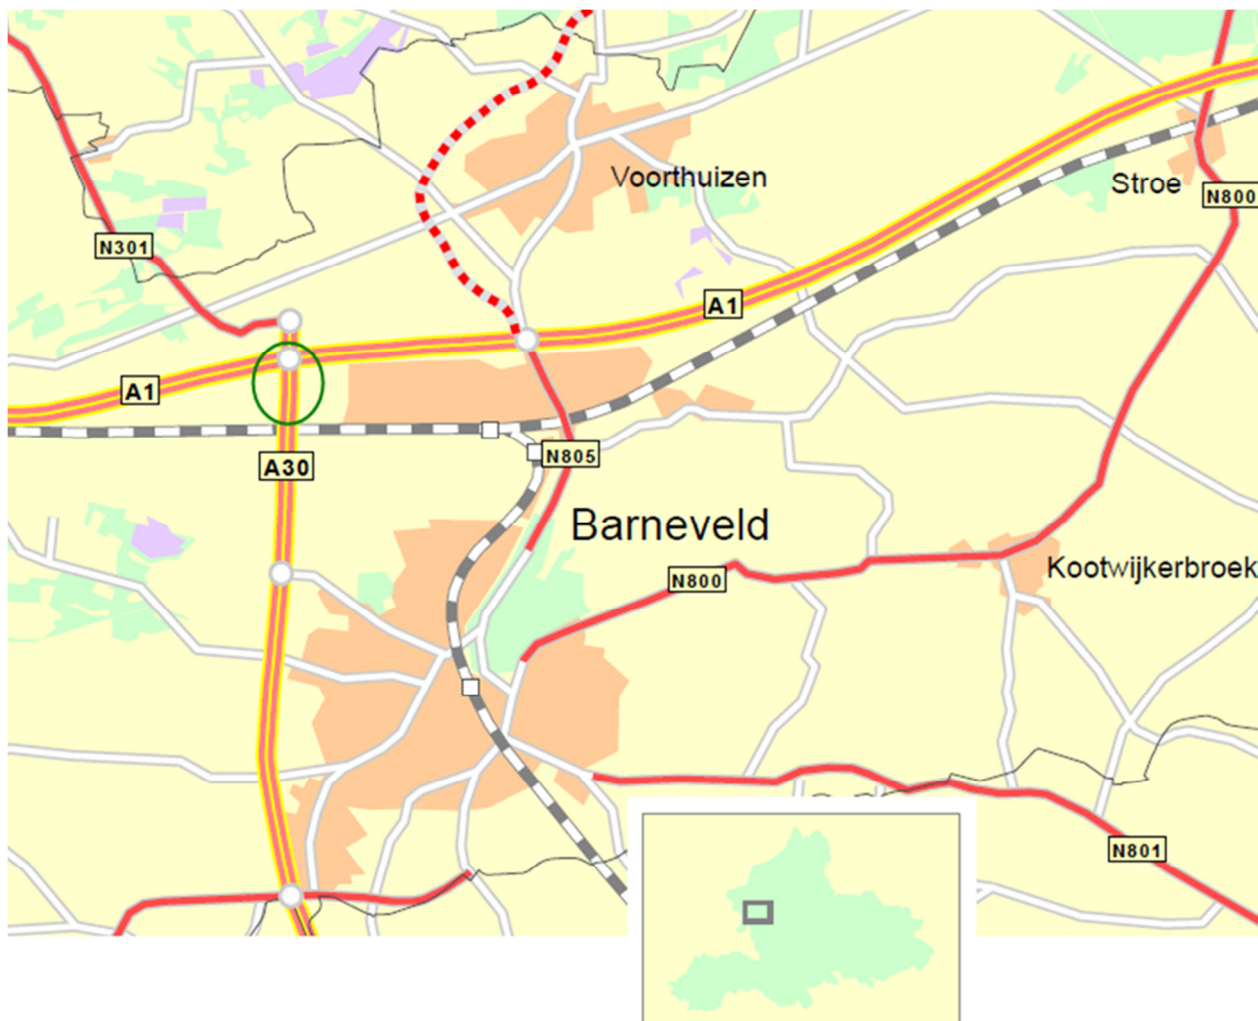 Voorthuizen
Stroe
N800
N301
A1
A1
N805
A30
Barneveld
N800
Kootwijkerbroek
N801